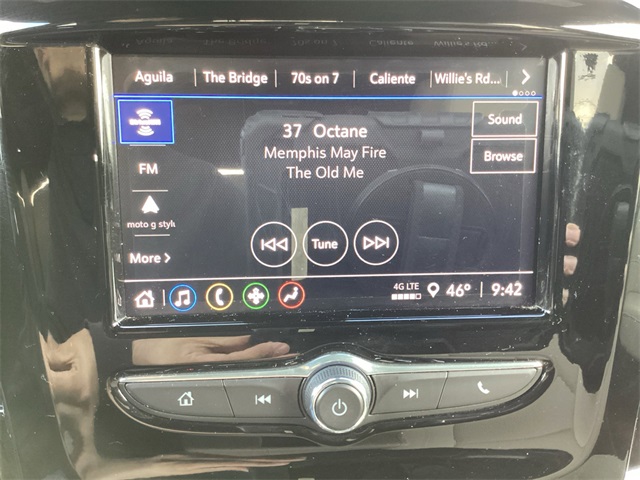 Aguila The Bridge 70s on 7 Caliente Willie's Rd...
37 Octane
Memphis May Fire
The Old Me
Sound
Browse
FM
moto g styl
More
Tune
4G LTE
46° 9:42